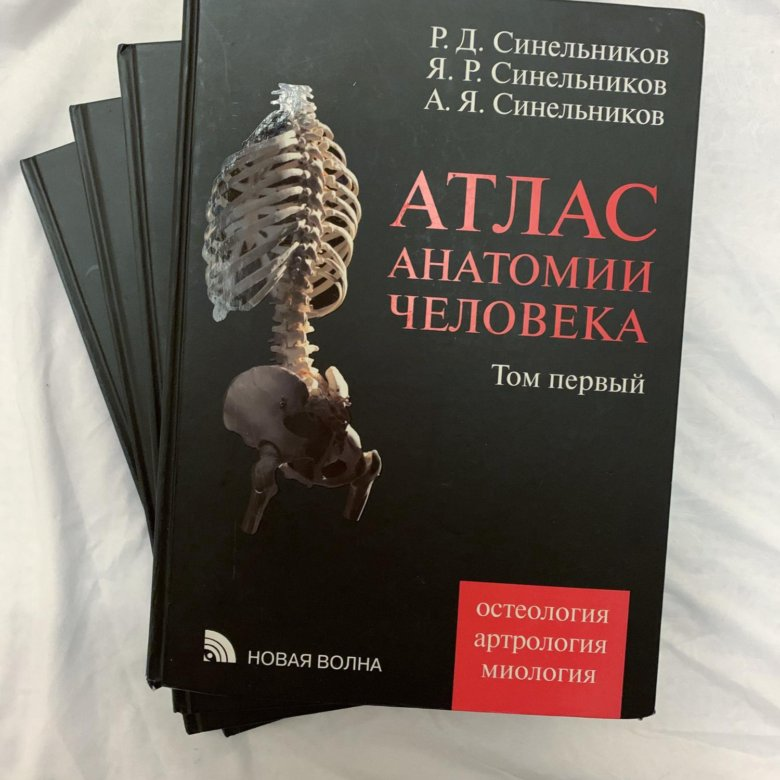 Р. Д. Синельников
Я. Р. Синельников
А. Я. Синельников
АТЛАС
АНАТОМИИ
ЧЕЛОВЕКА
Том первый
остеология
артрология
миология
НОВАЯ ВОЛНА